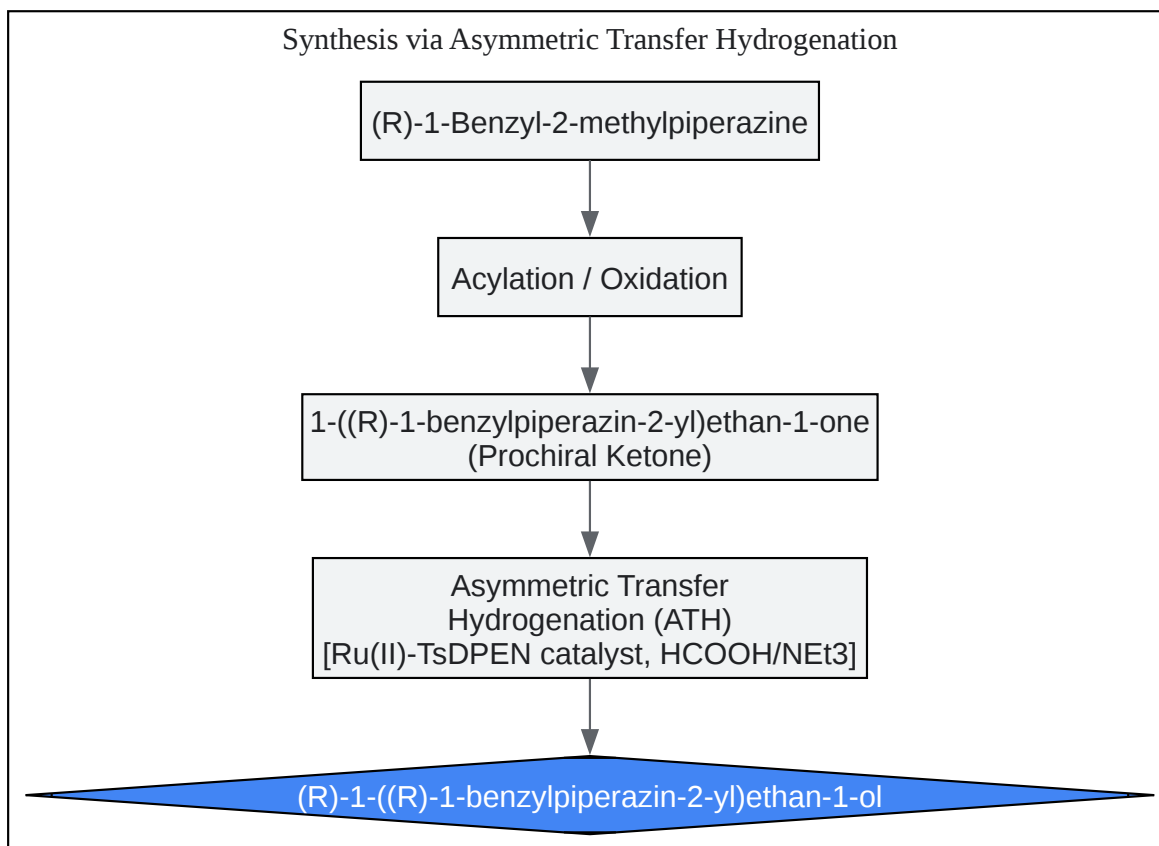 Synthesis via Asymmetric Transfer Hydrogenation
(R)-1-Benzyl-2-methylpiperazine
Acylation / Oxidation
1-((R)-1-benzylpiperazin-2-yl)ethan-1-one
(Prochiral Ketone)
Asymmetric Transfer
Hydrogenation (ATH)
[Ru(II)-TsDPEN catalyst, HCOOH/NEt3]
(R)-1-((R)-1-benzylpiperazin-2-yl)ethan-1-ol